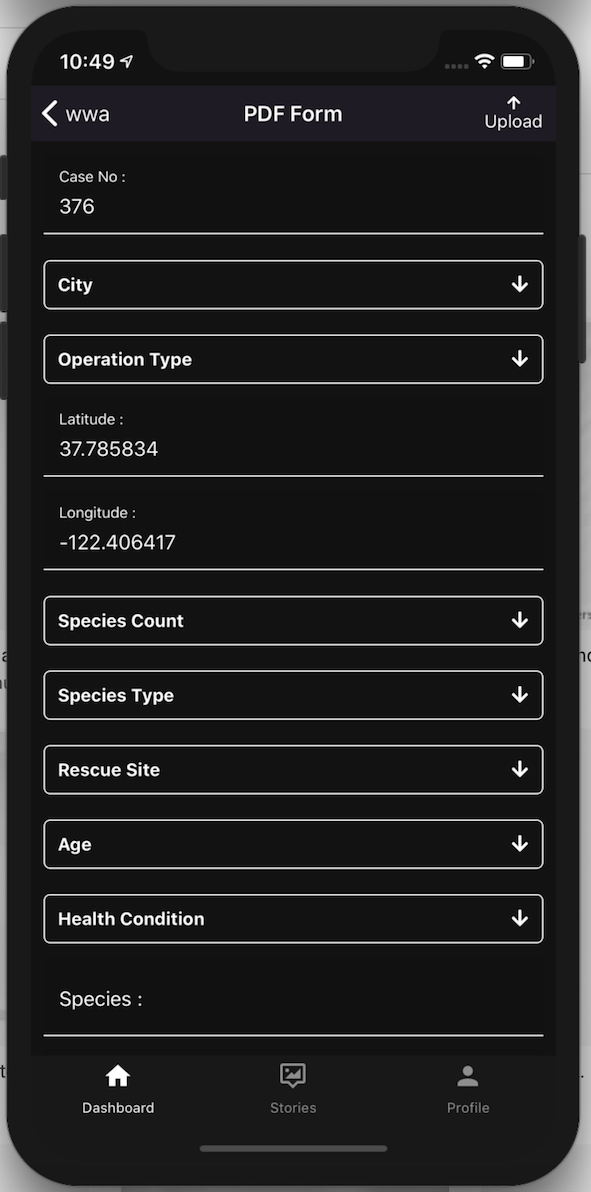 10:49
wwa
PDF Form
Upload
Case No :
376
City
Operation Type
Latitude :
37.785834
Longitude :
-122.406417
Species Count
Species Type
Rescue Site
Age
Health Condition
Species :
Dashboard
Stories
Profile